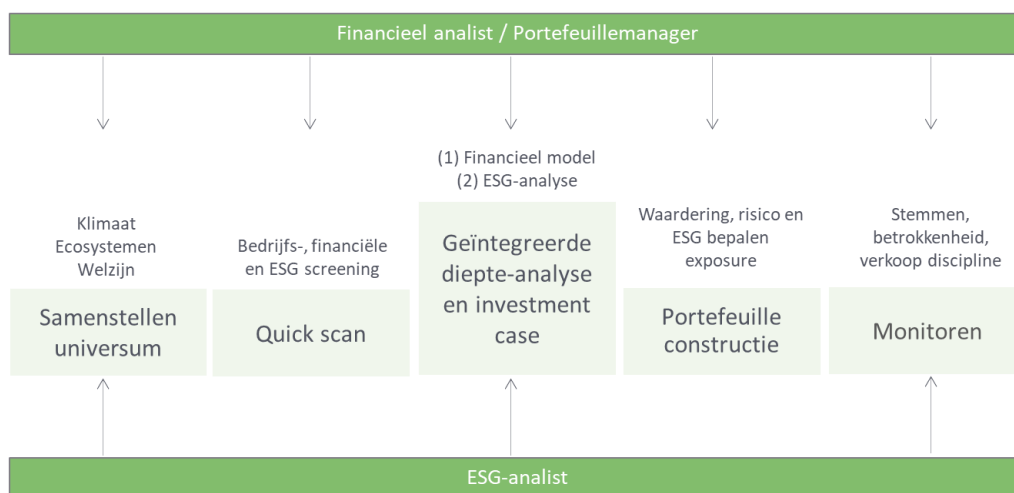 Financieel analist / Portefeuillemanager
Klimaat
Ecosystemen
Welzijn
Samenstellen
universum
Bedrijfs-, financiële
en ESG screening
Quick scan
(1) Financieel model
(2) ESG-analyse
Geïntegreerde
diepte-analyse
en investment
case
Waardering, risico en
ESG bepalen
exposure
Portefeuille
constructie
Stemmen,
betrokkenheid,
verkoop discipline
Monitoren
ESG-analist